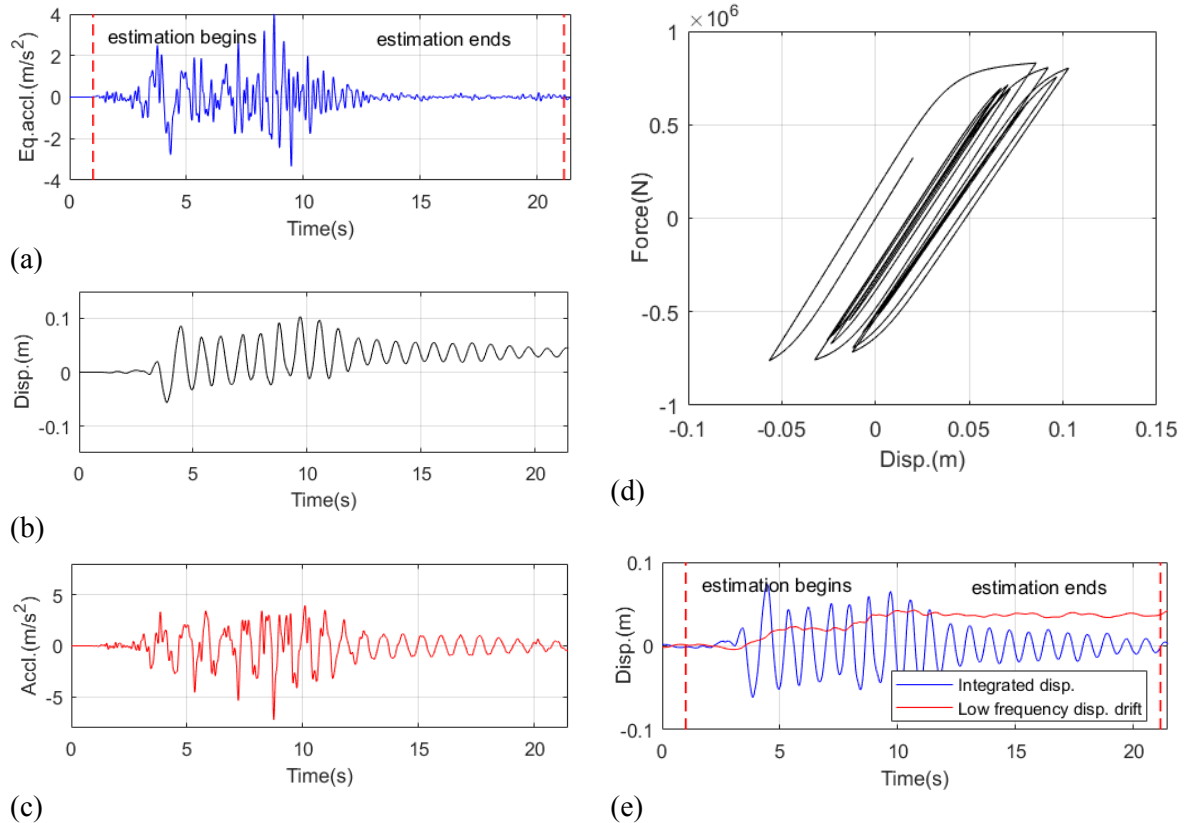 4
2
0
-2
-4
Eq.accl.(m/s²)
estimation begins
estimation ends
0
5
10
15
20
Time(s)
(a)
0.1
0
-0.1
Disp.(m)
0
5
10
15
20
Time(s)
(b)
5
0
-5
Accl.(m/s²)
0
5
10
15
20
Time(s)
(c)
×10⁶
1
0.5
0
-0.5
-1
Force(N)
-0.1
-0.05
0
0.05
0.1
0.15
Disp.(m)
(d)
0.1
0
-0.1
Disp.(m)
estimation begins
estimation ends
Integrated disp.
Low frequency disp. drift
0
5
10
15
20
Time(s)
(e)